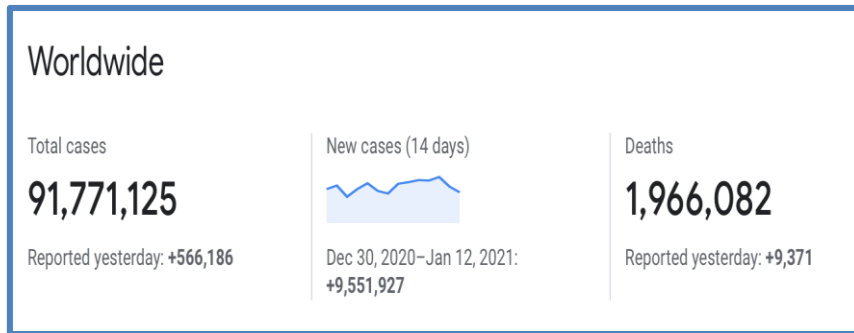 Worldwide
Total cases
91,771,125
Reported yesterday: +566,186
New cases (14 days)
Dec 30, 2020–Jan 12, 2021:
+9,551,927
Deaths
1,966,082
Reported yesterday: +9,371